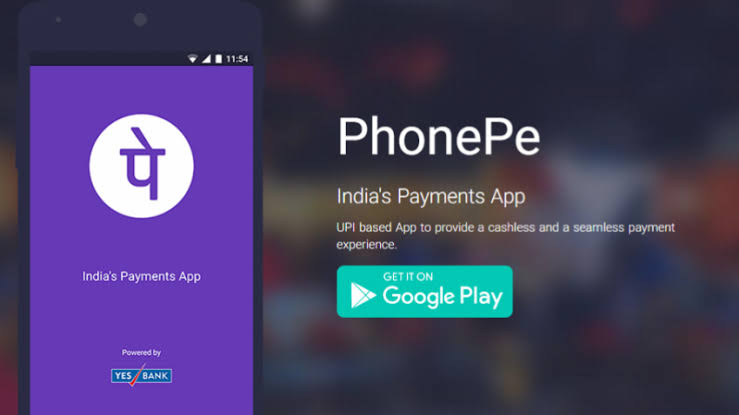 11:54
पे
India's Payments App
Powered by
YES BANK
PhonePe
India's Payments App
UPI based App to provide a cashless and a seamless payment
experience.
GET IT ON
Google Play